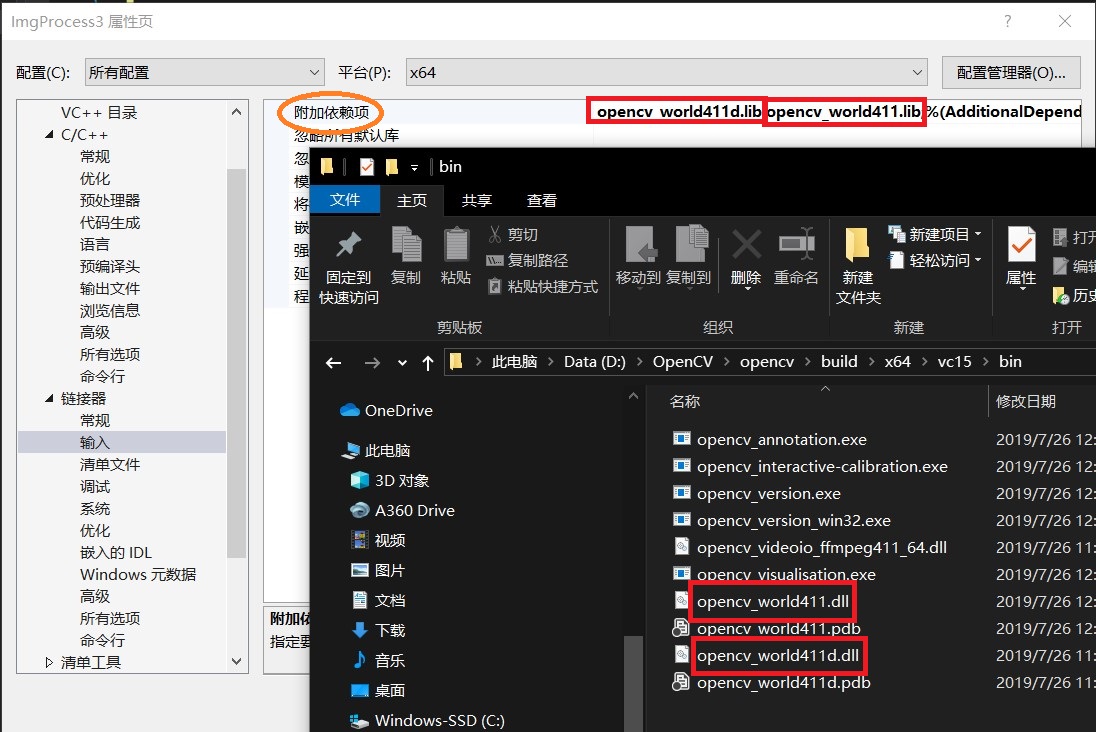 ImgProcess3 属性页
配置(C): 所有配置 平台(P): x64 配置管理器(O)...
VC++ 目录
C/C++
常规
优化
预处理器
代码生成
语言
预编译头
输出文件
浏览信息
高级
所有选项
命令行
链接器
常规
输入
清单文件
调试
系统
优化
嵌入的 IDL
Windows 元数据
高级
所有选项
命令行
清单工具
附加依赖项 opencv_world411d.lib opencv_world411.lib;%(AdditionalDepend
忽略所有默认库
忽
模
将
嵌
强
延
程
附加依
指定要
bin
文件 主页 共享 查看
固定到快速访问
复制
粘贴
剪切
复制路径
粘贴快捷方式
剪贴板
移动到 复制到 删除 重命名
组织
新建文件夹
新建项目
轻松访问
新建
属性
打开
编辑
历史
打开
此电脑 Data (D:) OpenCV opencv build x64 vc15 bin
OneDrive
此电脑
3D 对象
A360 Drive
视频
图片
文档
下载
音乐
桌面
Windows-SSD (C:)
名称 修改日期
opencv_annotation.exe 2019/7/26 12:
opencv_interactive-calibration.exe 2019/7/26 12:
opencv_version.exe 2019/7/26 12:
opencv_version_win32.exe 2019/7/26 12:
opencv_videoio_ffmpeg411_64.dll 2019/7/26 11:
opencv_visualisation.exe 2019/7/26 12:
opencv_world411.dll 2019/7/26 12:
opencv_world411.pdb 2019/7/26 12:
opencv_world411d.dll 2019/7/26 11:
opencv_world411d.pdb 2019/7/26 11: